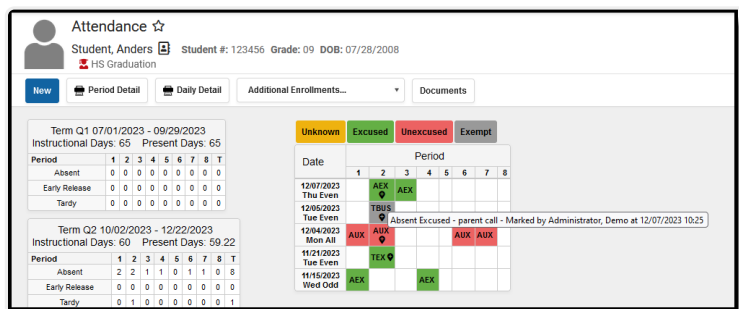 Attendance
Student, Anders Student #: 123456 Grade: 09 DOB: 07/28/2008
HS Graduation
New Period Detail Daily Detail Additional Enrollments... Documents
Term Q1 07/01/2023 - 09/29/2023
Instructional Days: 65 Present Days: 65
Period 1 2 3 4 5 6 7 8 T
Absent 0 0 0 0 0 0 0 0 0
Early Release 0 0 0 0 0 0 0 0 0
Tardy 0 0 0 0 0 0 0 0 0
Term Q2 10/02/2023 - 12/22/2023
Instructional Days: 60 Present Days: 59.22
Period 1 2 3 4 5 6 7 8 T
Absent 2 2 1 1 0 1 1 0 8
Early Release 0 0 0 0 0 0 0 0 0
Tardy 0 1 0 0 0 0 0 0 1
Unknown Excused Unexcused Exempt
Date Period
1 2 3 4 5 6 7 8
12/07/2023 AEX AEX
Thu Even
12/05/2023 TBUS
Tue Even Absent Excused - parent call - Marked by Administrator, Demo at 12/07/2023 10:25
12/04/2023 AUX AUX AUX AUX
Mon All
11/21/2023 TEX
Tue Even
11/15/2023 AEX AEX
Wed Odd